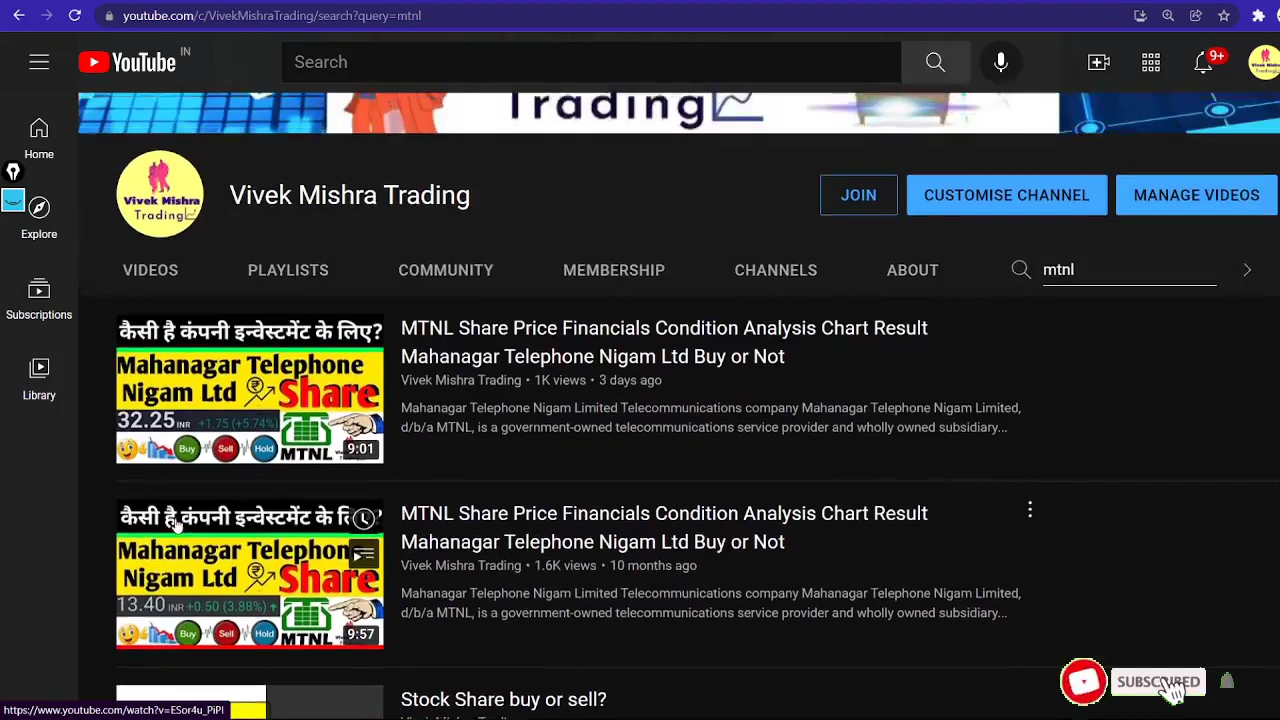 youtube.com/c/VivekMishraTrading/search?query=mtnl
YouTube IN
Search
9+
Trading
Home
Explore
Subscriptions
Library
Vivek Mishra Trading
Vivek Mishra Trading
JOIN
CUSTOMISE CHANNEL
MANAGE VIDEOS
VIDEOS
PLAYLISTS
COMMUNITY
MEMBERSHIP
CHANNELS
ABOUT
mtnl
कैसी है कंपनी इन्वेस्टमेंट के लिए?
Mahanagar Telephone
Nigam Ltd Share
32.25 INR +1.75 (+5.74%)
Buy Sell Hold MTNL 9:01
MTNL Share Price Financials Condition Analysis Chart Result
Mahanagar Telephone Nigam Ltd Buy or Not
Vivek Mishra Trading • 1K views • 3 days ago
Mahanagar Telephone Nigam Limited Telecommunications company Mahanagar Telephone Nigam Limited,
d/b/a MTNL, is a government-owned telecommunications service provider and wholly owned subsidiary...
कैसी है कंपनी इन्वेस्टमेंट के
Mahanagar Telephon
Nigam Ltd Share
13.40 INR +0.50 (3.88%)
Buy Sell Hold MTNL 9:57
MTNL Share Price Financials Condition Analysis Chart Result
Mahanagar Telephone Nigam Ltd Buy or Not
Vivek Mishra Trading • 1.6K views • 10 months ago
Mahanagar Telephone Nigam Limited Telecommunications company Mahanagar Telephone Nigam Limited,
d/b/a MTNL, is a government-owned telecommunications service provider and wholly owned subsidiary...
Stock Share buy or sell?
SUBSCRIBED
https://www.youtube.com/watch?v=ESor4u_PiPI